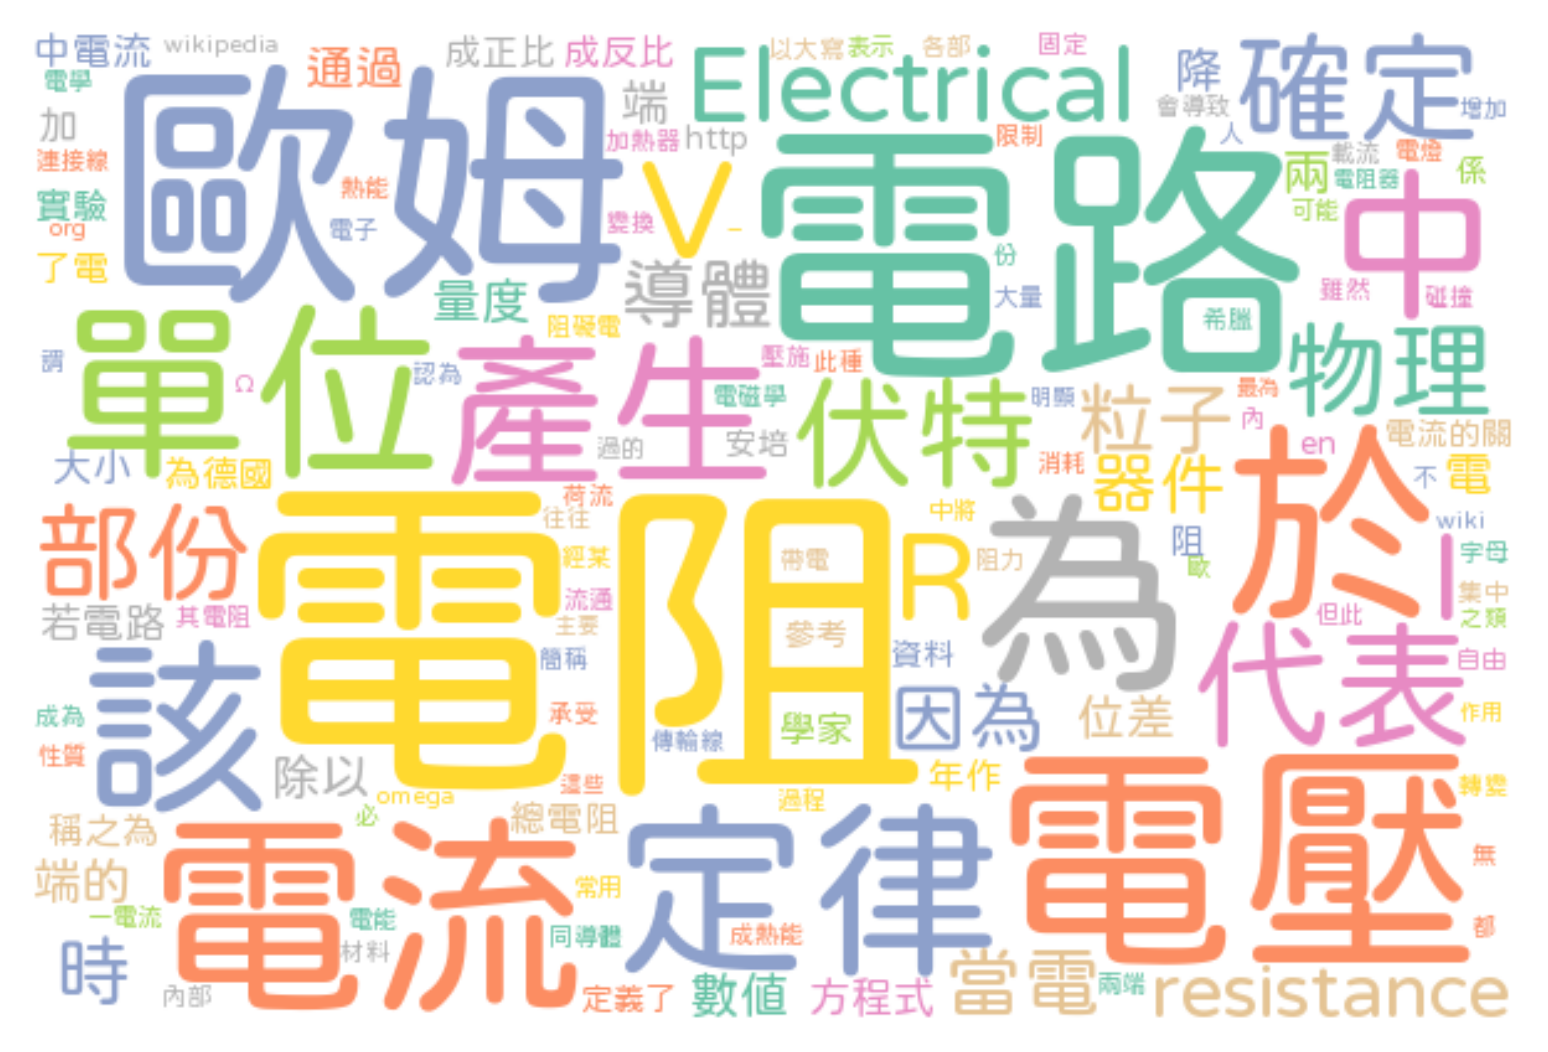 中電流 wikipedia 通過 成正比 成反比 Electrical 以大寫 表示 各部 固定 降 確定
電學 歐姆 端 會導致 增加
加 加熱器 http 限制 人
連接線 熱能 V 電路 兩 載流 電燈 係
實驗 電子 變換 – 電阻器 可能 中
org
了電 量度 導體 份 大量 雖然 碰撞
單位 阻礙電 希臘 物理
謂 Ω 認為 產生 壓施 此種
電磁學 伏特 明顯 粒子 最為 內
大小 為德國 過的 安培 消耗 器件 en 電流的關
不 電
部份 電阻 荷流 往往 中將 R 為 阻 於 wiki I
經某 帶電 阻力 歐 字母
若電路 其電阻 流通 主要 參考 但此 集中 之類
該 簡稱 資料 代表 自由
成為 承受 學家 因為 位差 作用
性質 傳輸線
除以 omega 這些 過程 年作 電壓 轉變
稱之為 必 總電阻
端的 電流 常用 定律 無
一電流 電能 同導體 成熱能 都
時 材料
內部 定義了 數值 方程式 當電 兩端 resistance